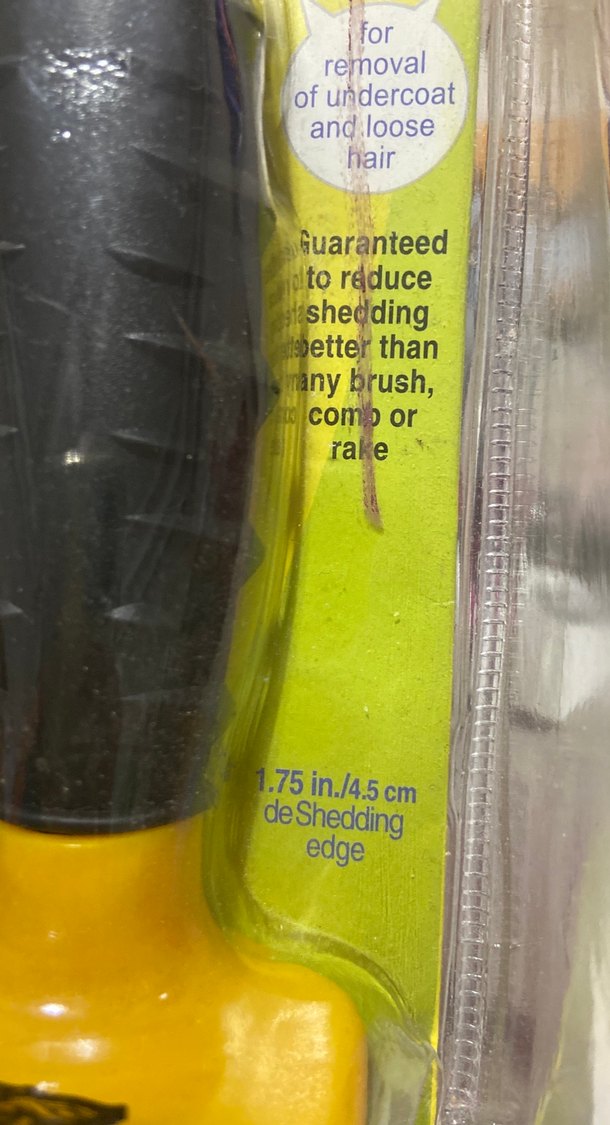 for
removal
of undercoat
and loose
hair
Guaranteed
to reduce
shedding
better than
any brush,
comb or
rake
1.75 in./4.5 cm
deShedding
edge